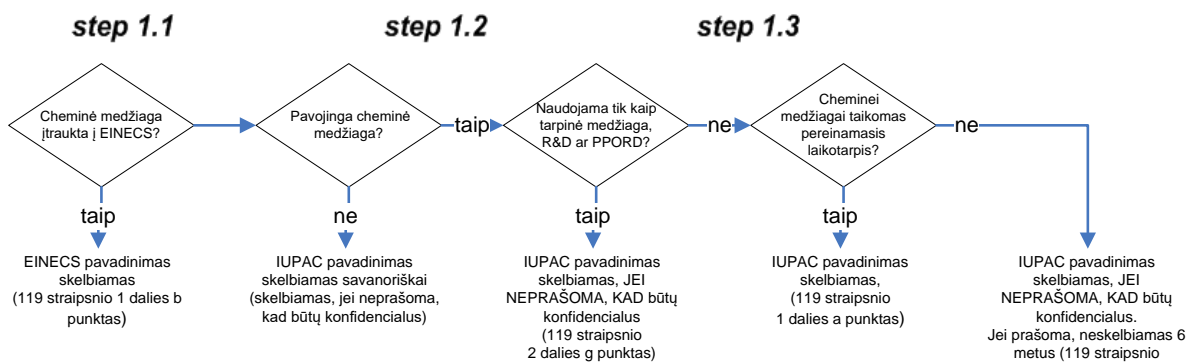 step 1.1
step 1.2
step 1.3
Cheminė medžiaga
įtraukta į EINECS?
Pavojinga cheminė
medžiaga?
taip
Naudojama tik kaip
tarpinė medžiaga,
R&D ar PPORD?
ne
Cheminei
medžiagai taikomas
pereinamasis
laikotarpis?
ne
taip
ne
taip
taip
EINECS pavadinimas
skelbiamas
(119 straipsnio 1 dalies b
punktas)
IUPAC pavadinimas
skelbiamas savanoriškai
(skelbiamas, jei neprašoma,
kad būtų konfidencialus)
IUPAC pavadinimas
skelbiamas, JEI
NEPRAŠOMA, KAD būtų
konfidencialus
(119 straipsnio
2 dalies g punktas)
IUPAC pavadinimas
skelbiamas,
(119 straipsnio
1 dalies a punktas)
IUPAC pavadinimas
skelbiamas, JEI
NEPRAŠOMA, KAD būtų
konfidencialus.
Jei prašoma, neskelbiamas 6
metus (119 straipsnio